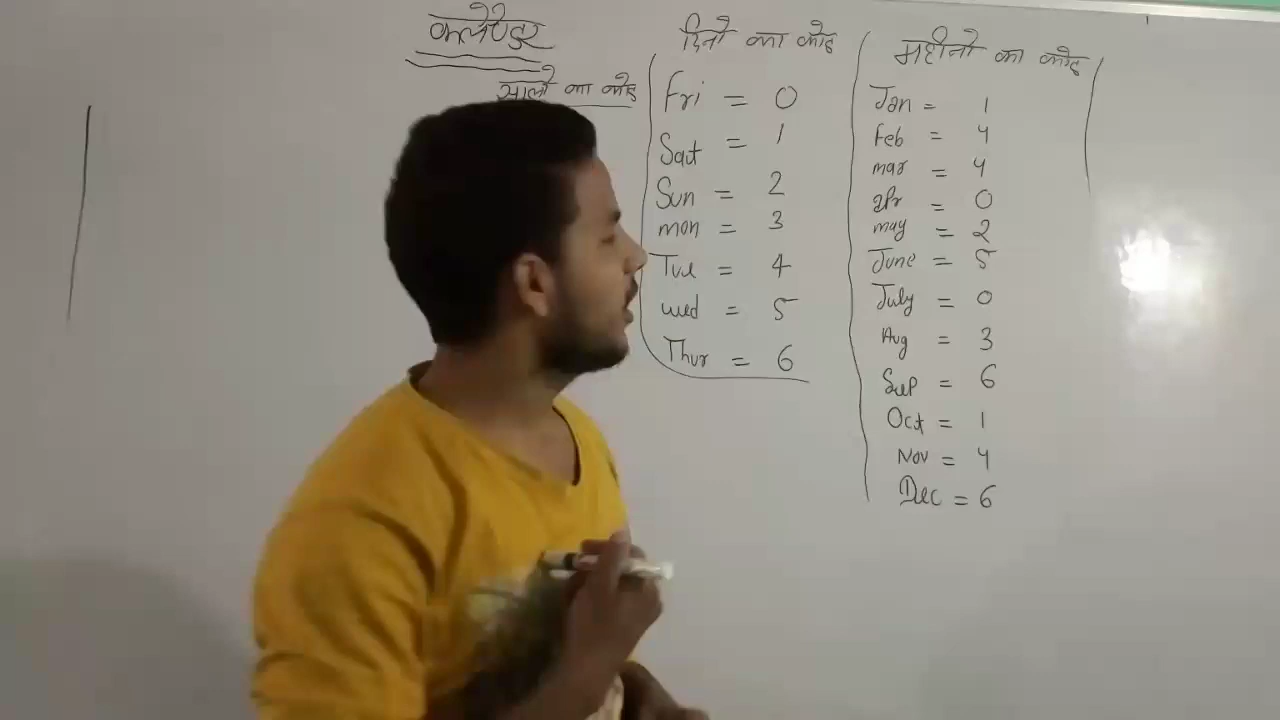 कलेण्डर
सालो का कोड
दिनो का कोड
Fri = 0
Sat = 1
Sun = 2
mon = 3
Tue = 4
wed = 5
Thur = 6
महीनो का कोड
Jan = 1
Feb = 4
mar = 4
apr = 0
may = 2
June = 5
July = 0
Aug = 3
Sep = 6
Oct = 1
Nov = 4
Dec = 6